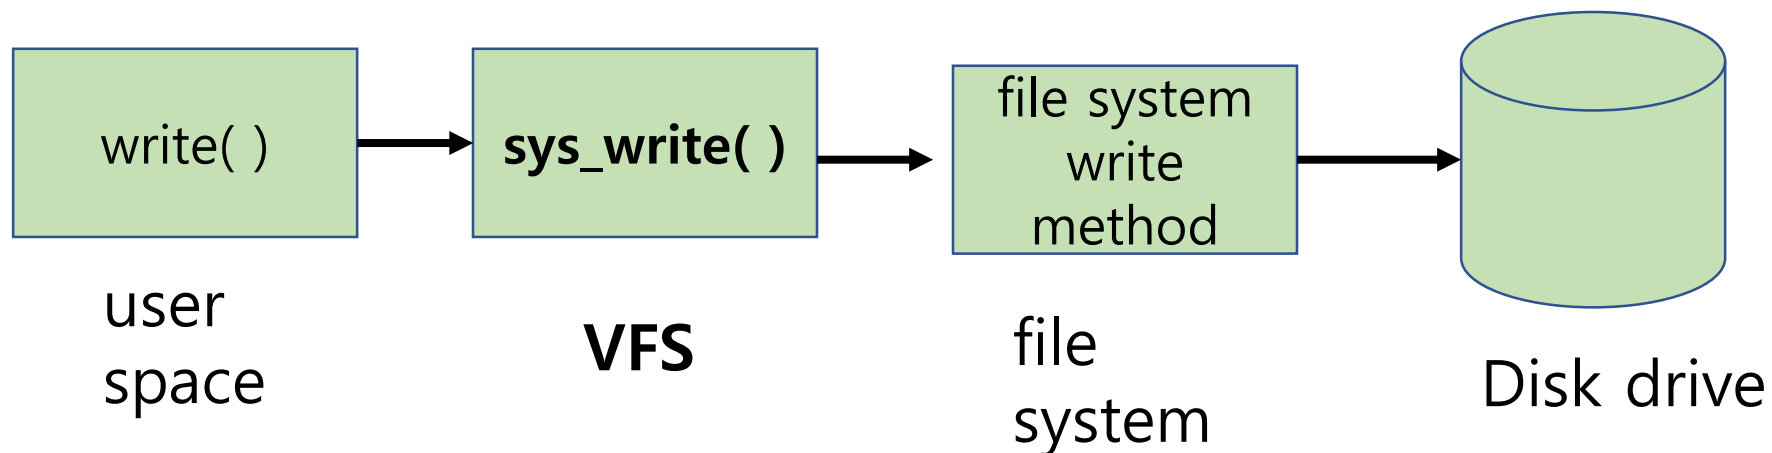 write( )
user
space
sys_write( )
VFS
file system
write
method
file
system
Disk drive